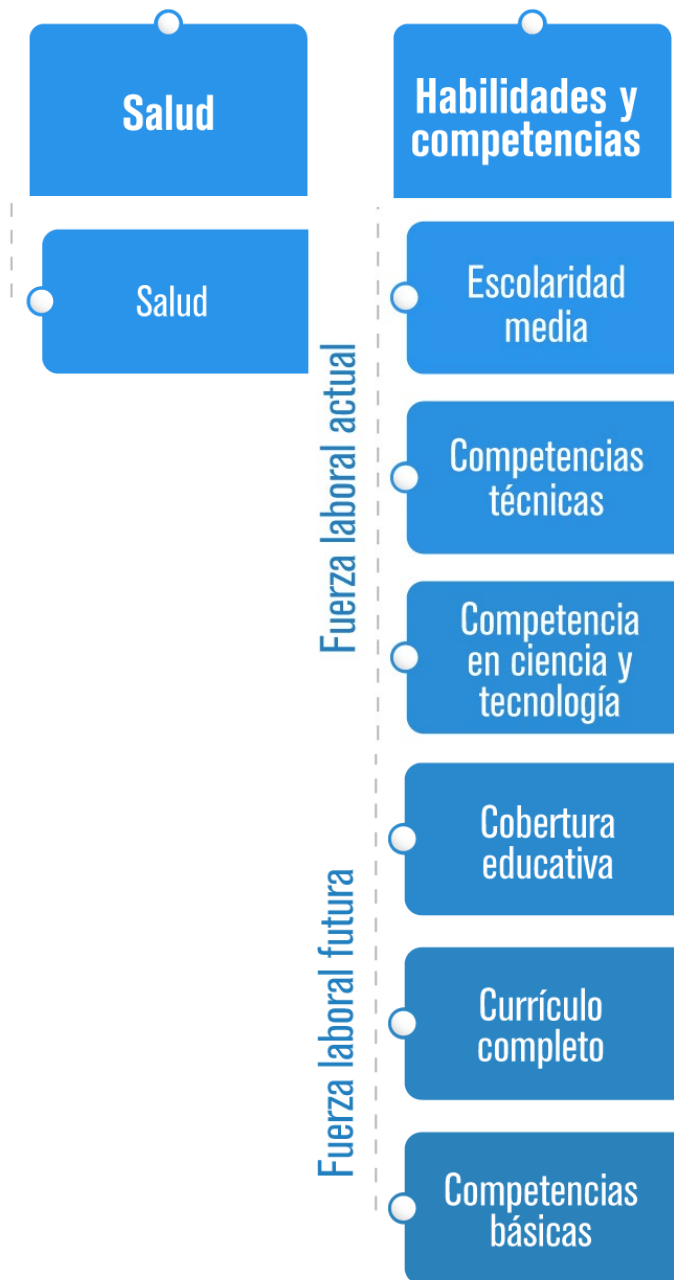 Salud
Salud
Habilidades y
competencias
Fuerza laboral actual
Escolaridad
media
Competencias
técnicas
Competencia
en ciencia y
tecnología
Fuerza laboral futura
Cobertura
educativa
Currículo
completo
Competencias
básicas